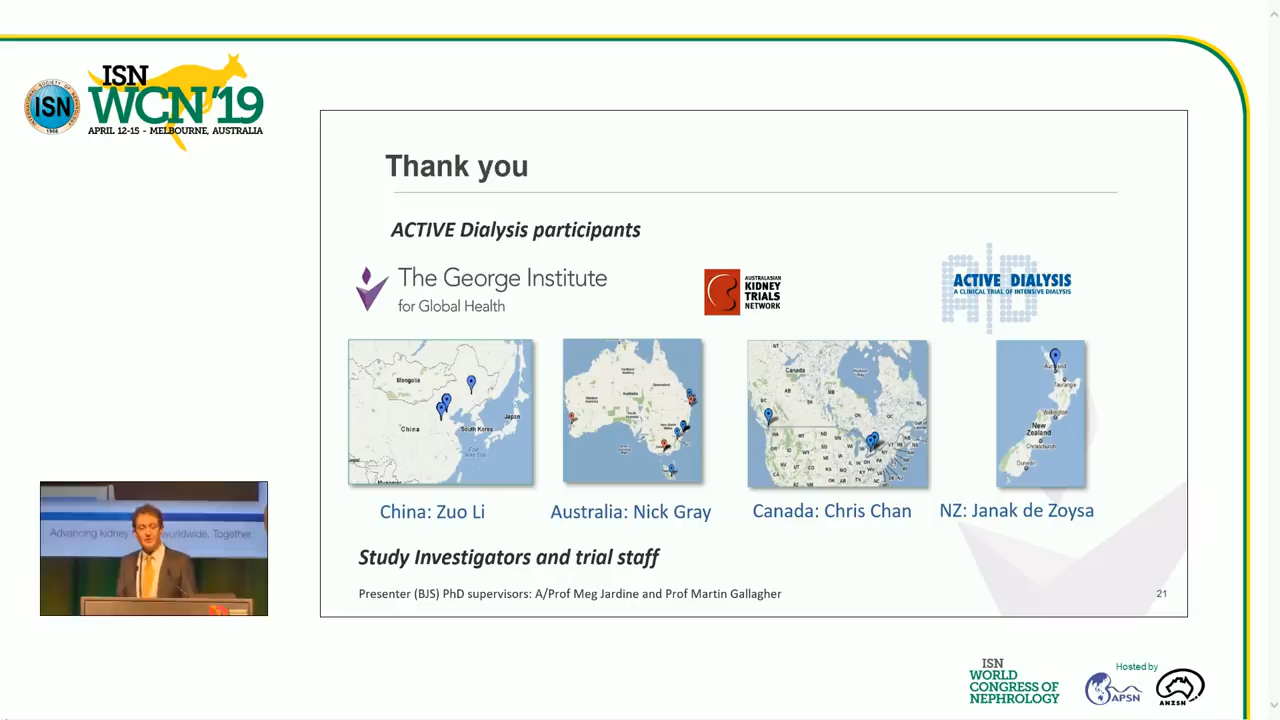 ISN
WCN'19
APRIL 12-15 - MELBOURNE, AUSTRALIA
ISN
Thank you
ACTIVE Dialysis participants
The George Institute
for Global Health
AUSTRALASIAN
KIDNEY
TRIALS
NETWORK
ACTIVE DIALYSIS
A CLINICAL TRIAL OF INTENSIVE DIALYSIS
Mongolia
China
South Korea
Japan
Australia
Canada
New
Zealand
China: Zuo Li
Australia: Nick Gray
Canada: Chris Chan
NZ: Janak de Zoysa
Study Investigators and trial staff
Presenter (BJS) PhD supervisors: A/Prof Meg Jardine and Prof Martin Gallagher
21
Advancing kidney worldwide. Together.
ISN
WORLD
CONGRESS OF
NEPHROLOGY
Hosted by
APSN
ANZSN